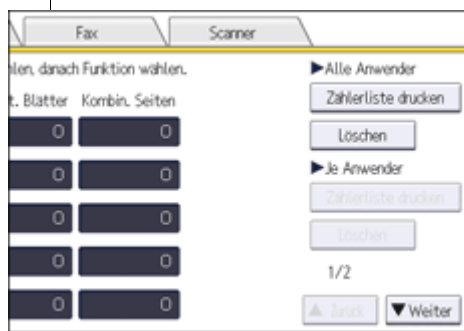 Fax Scanner
len, danach Funktion wählen.
t. Blätter Kombin. Seiten
0 0
0 0
0 0
0 0
0 0
►Alle Anwender
Zählerliste drucken
Löschen
►Je Anwender
Zählerliste drucken
Löschen
1/2
▲ Zurück ▼Weiter